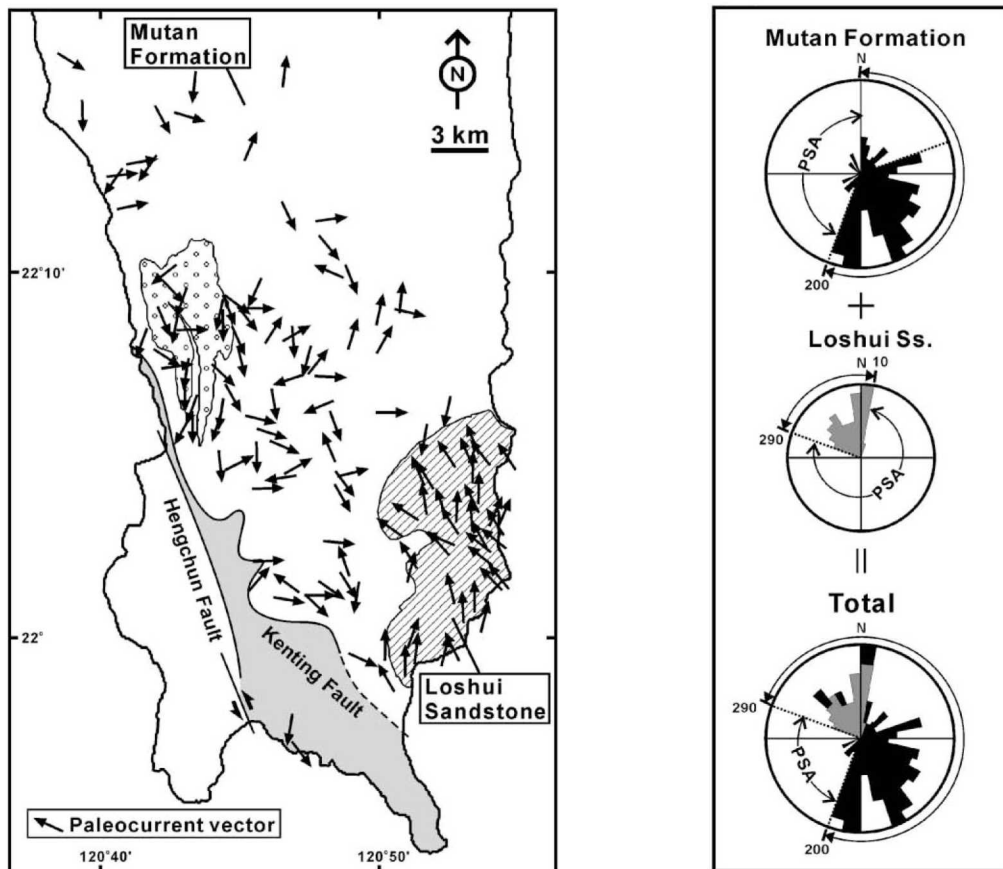 Mutan
Formation
N
3 km
22°10'
22°
Hengchun Fault
Kenting Fault
Loshui
Sandstone
Paleocurrent vector
120°40'
120°50'
Mutan Formation
N
PSA
200
Loshui Ss.
N
10
290
PSA
Total
N
290
PSA
200